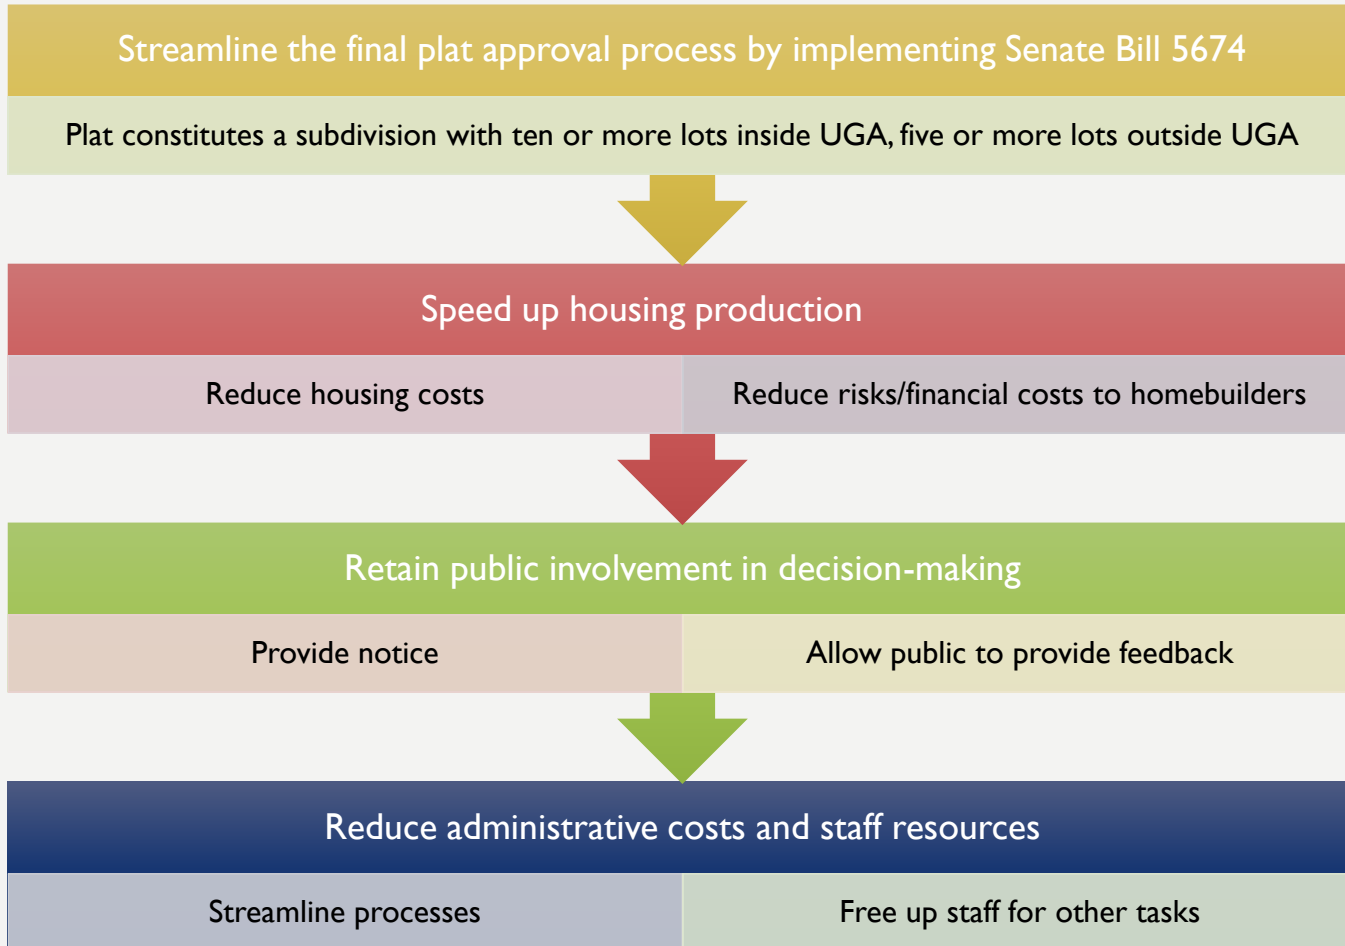 Streamline the final plat approval process by implementing Senate Bill 5674
Plat constitutes a subdivision with ten or more lots inside UGA, five or more lots outside UGA
Speed up housing production
Reduce housing costs
Reduce risks/financial costs to homebuilders
Retain public involvement in decision-making
Provide notice
Allow public to provide feedback
Reduce administrative costs and staff resources
Streamline processes
Free up staff for other tasks